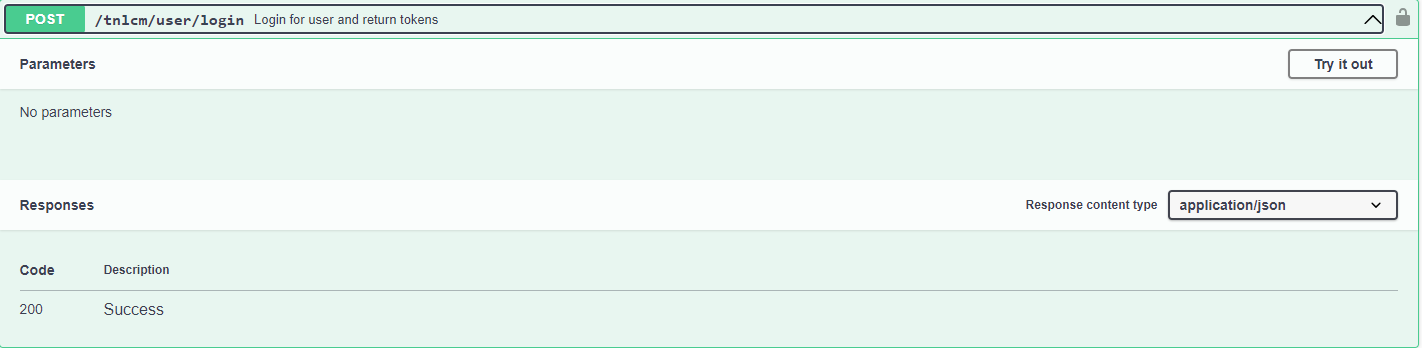 POST /tnlcm/user/login Login for user and return tokens
Parameters Try it out
No parameters
Responses Response content type application/json
Code Description
200 Success